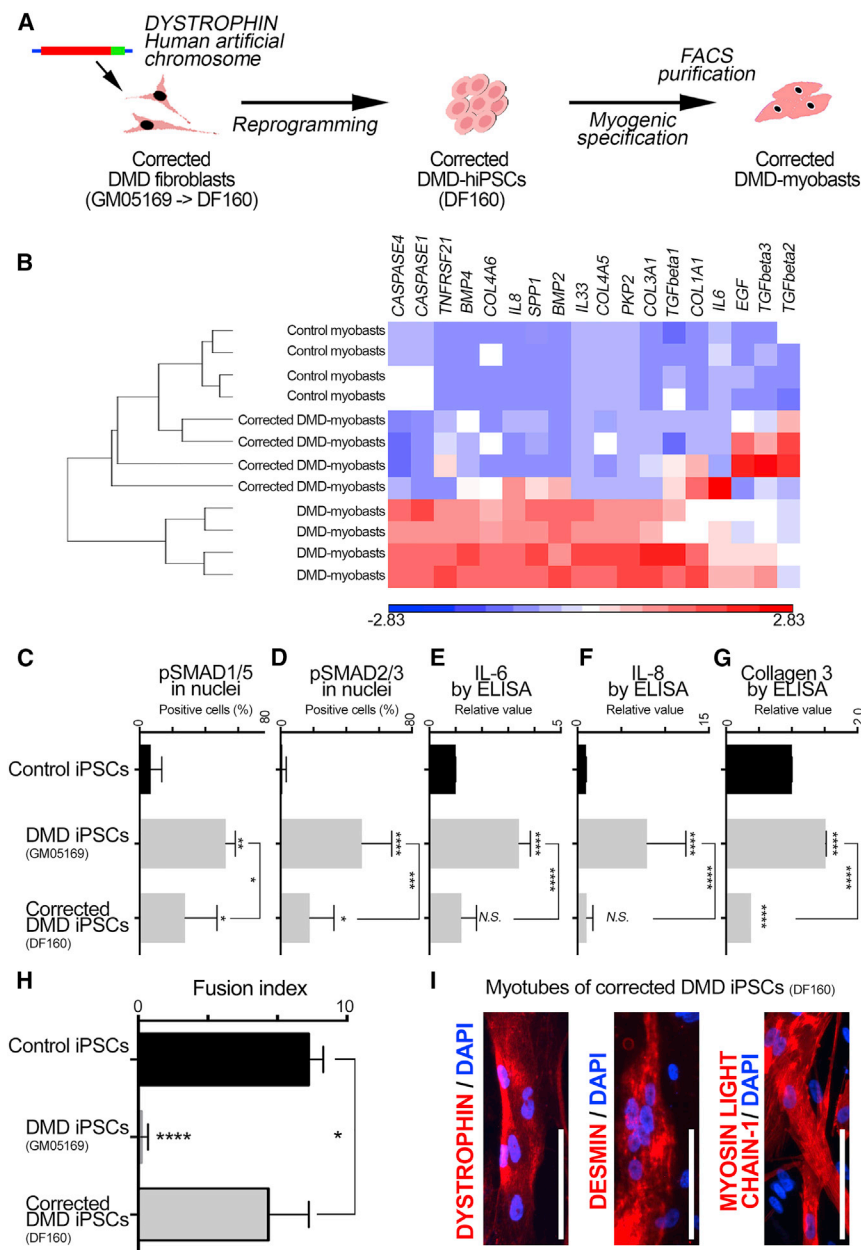 A
DYSTROPHIN
Human artificial
chromosome
Reprogramming
FACS
purification
Myogenic
specification
Corrected
DMD fibroblasts
(GM05169 -> DF160)
Corrected
DMD-hiPSCs
(DF160)
Corrected
DMD-myobasts
B
CASPASE4
CASPASE1
TNFRSF21
BMP4
COL4A6
IL8
SPP1
BMP2
IL33
COL4A5
PKP2
COL3A1
TGFbeta1
COL1A1
IL6
EGF
TGFbeta3
TGFbeta2
Control myobasts
Control myobasts
Control myobasts
Control myobasts
Corrected DMD-myobasts
Corrected DMD-myobasts
Corrected DMD-myobasts
Corrected DMD-myobasts
DMD-myobasts
DMD-myobasts
DMD-myobasts
DMD-myobasts
-2.83 2.83
C
pSMAD1/5
in nuclei
Positive cells (%)
0 80
D
pSMAD2/3
in nuclei
Positive cells (%)
0 80
E
IL-6
by ELISA
Relative value
0 5
F
IL-8
by ELISA
Relative value
0 15
G
Collagen 3
by ELISA
Relative value
0 2.0
Control iPSCs
DMD iPSCs
(GM05169)
Corrected
DMD iPSCs
(DF160)
** * *
**** *** *
**** **** N.S.
**** **** N.S.
**** **** ****
H
Fusion index
0 10
Control iPSCs
DMD iPSCs
(GM05169)
Corrected
DMD iPSCs
(DF160)
**** *
I
Myotubes of corrected DMD iPSCs (DF160)
DYSTROPHIN / DAPI
DESMIN / DAPI
MYOSIN LIGHT
CHAIN-1/ DAPI